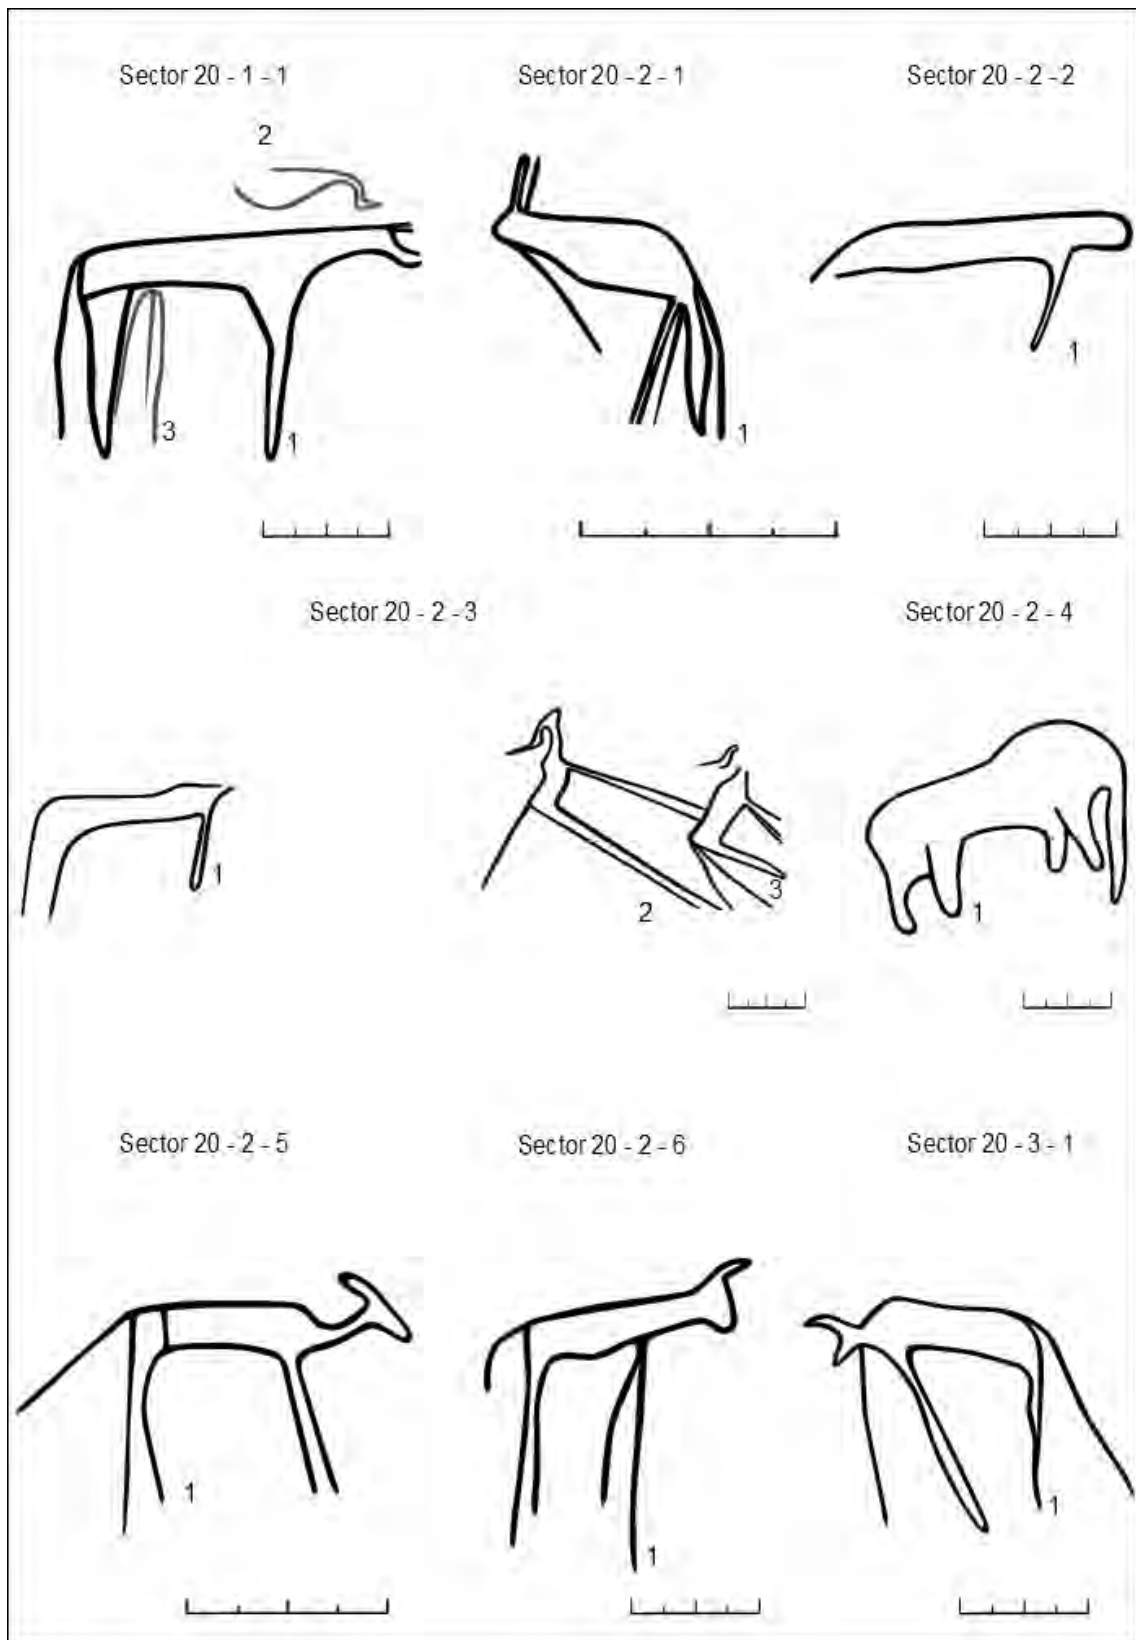 Sector 20 - 1 - 1
Sector 20 - 2 - 1
Sector 20 - 2 - 2
2
3
1
1
1
Sector 20 - 2 - 3
Sector 20 - 2 - 4
1
2
3
1
Sector 20 - 2 - 5
Sector 20 - 2 - 6
Sector 20 - 3 - 1
1
1
1